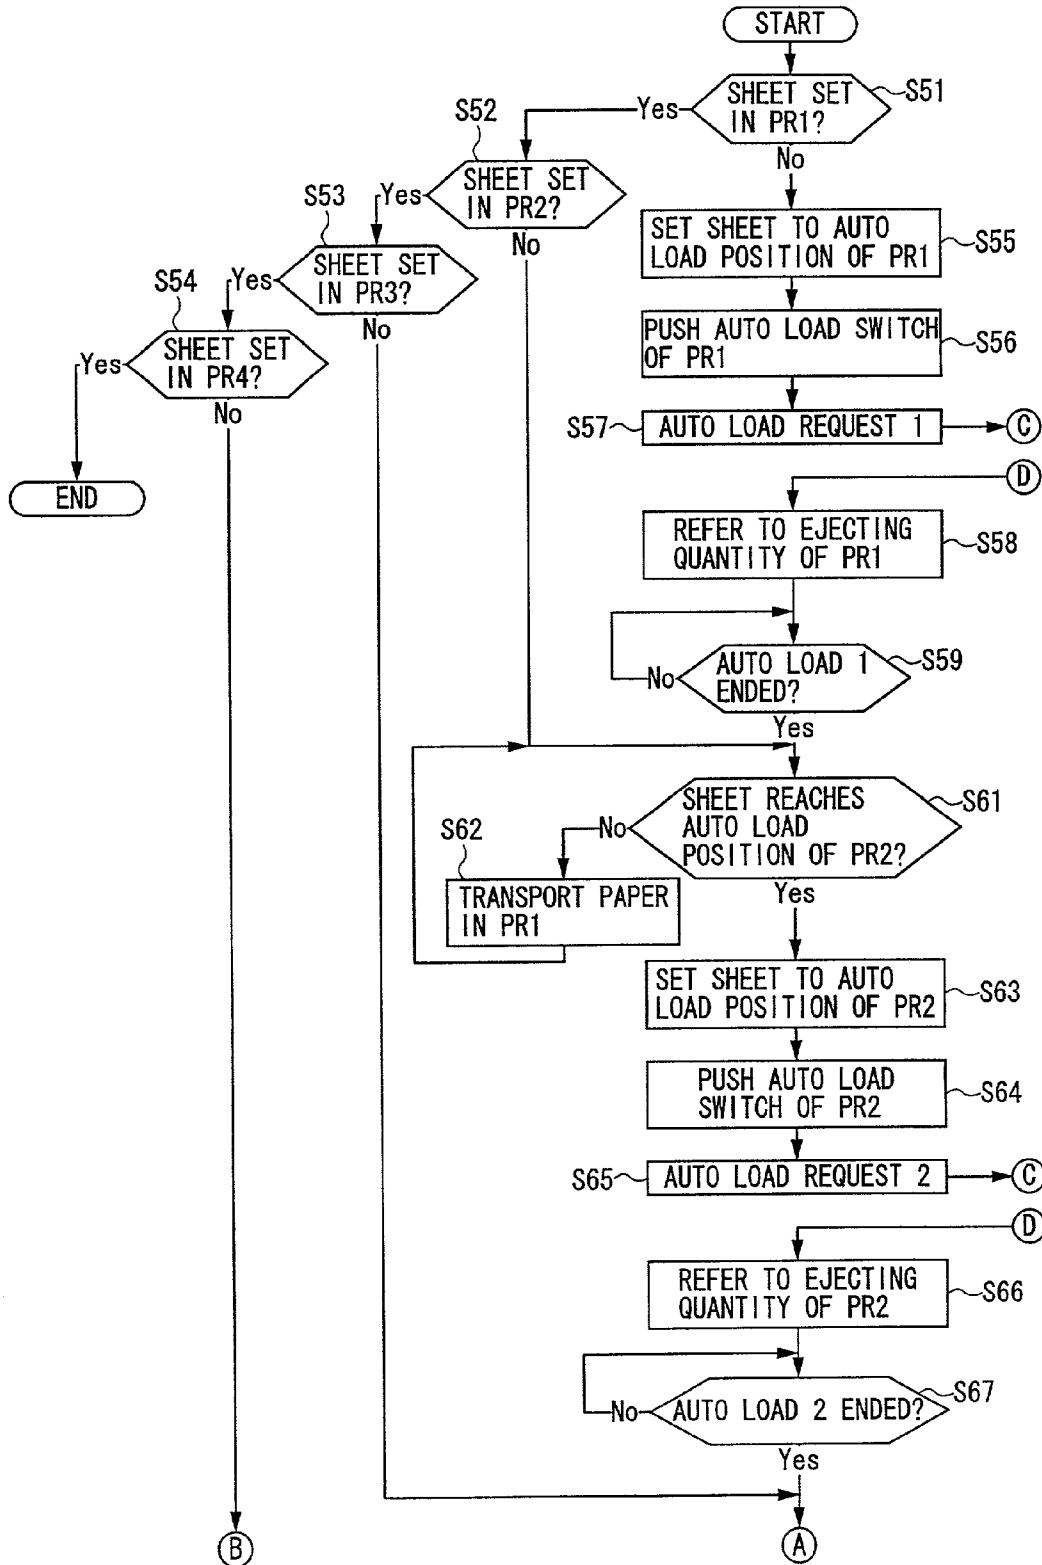 START
SHEET SET
IN PR1?
S51
Yes
No
S52
SHEET SET
IN PR2?
Yes
No
S53
SHEET SET
IN PR3?
Yes
No
S54
SHEET SET
IN PR4?
Yes
No
END
SET SHEET TO AUTO
LOAD POSITION OF PR1
S55
PUSH AUTO LOAD SWITCH
OF PR1
S56
S57
AUTO LOAD REQUEST 1
C
D
REFER TO EJECTING
QUANTITY OF PR1
S58
AUTO LOAD 1
ENDED?
S59
No
Yes
SHEET REACHES
AUTO LOAD
POSITION OF PR2?
S61
No
Yes
S62
TRANSPORT PAPER
IN PR1
SET SHEET TO AUTO
LOAD POSITION OF PR2
S63
PUSH AUTO LOAD
SWITCH OF PR2
S64
S65
AUTO LOAD REQUEST 2
C
D
REFER TO EJECTING
QUANTITY OF PR2
S66
AUTO LOAD 2 ENDED?
S67
No
Yes
B
A